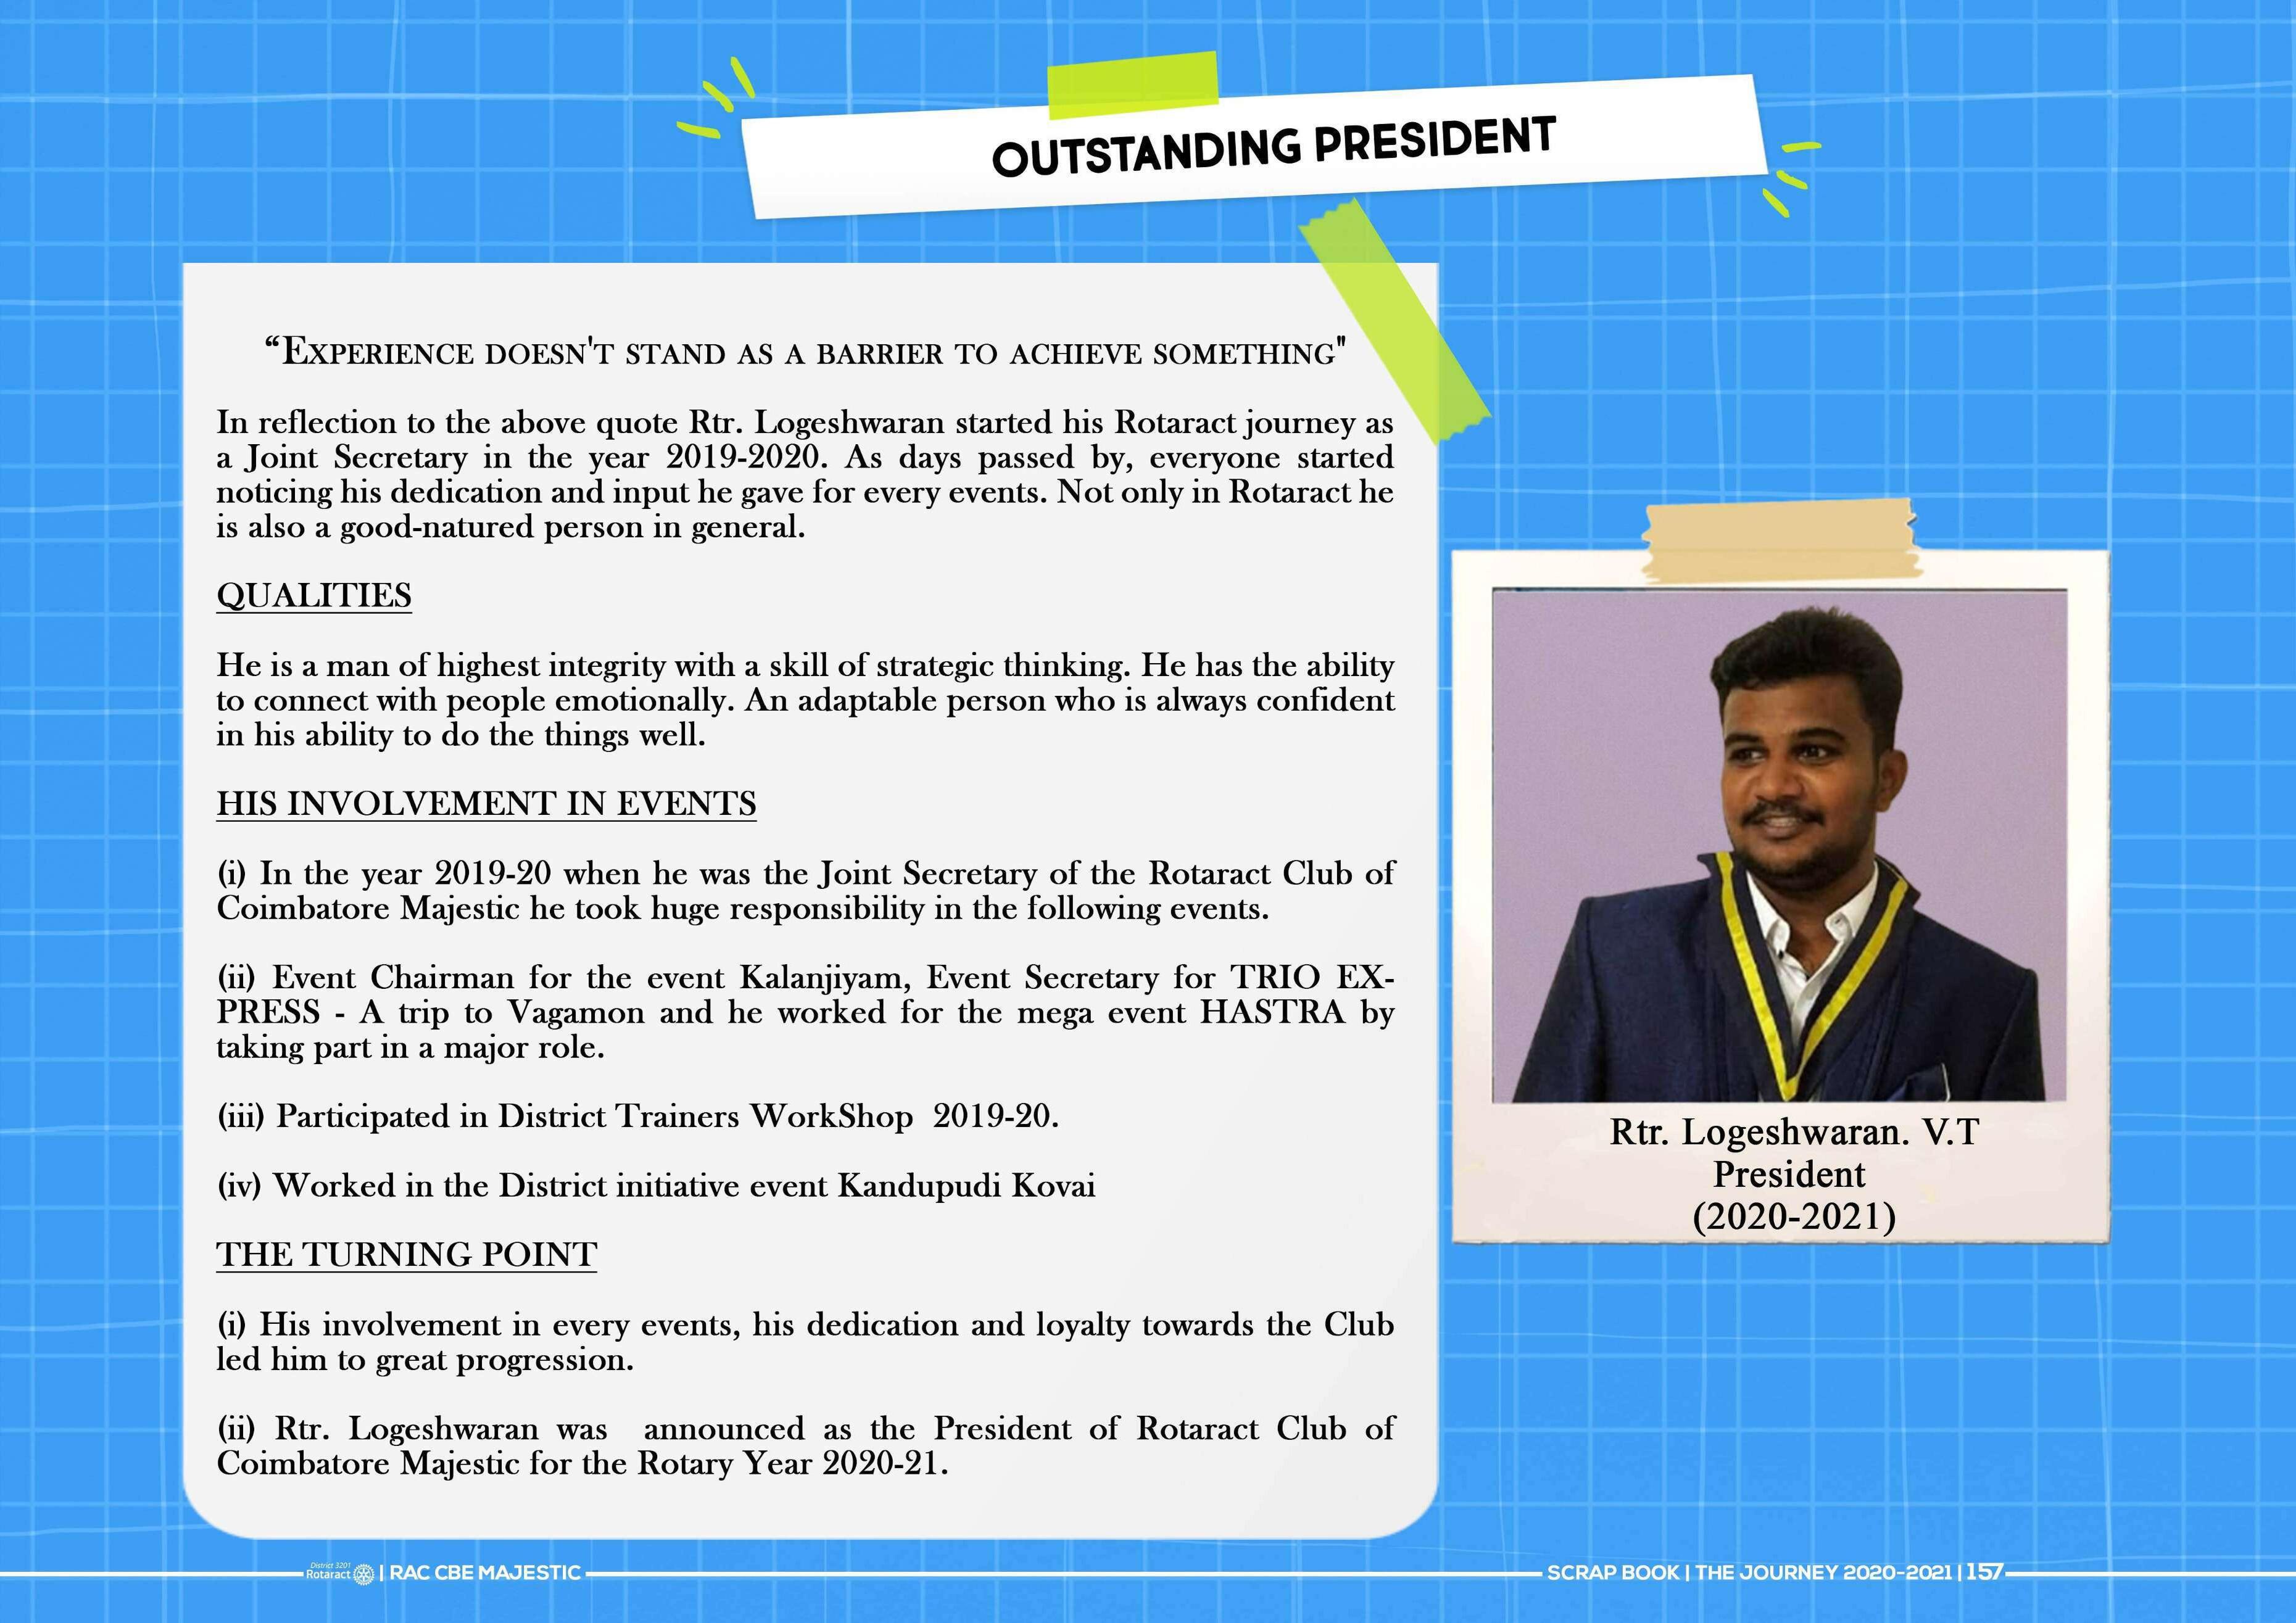 OUTSTANDING PRESIDENT
“EXPERIENCE DOESN'T STAND AS A BARRIER TO ACHIEVE SOMETHING"
In reflection to the above quote Rtr. Logeshwaran started his Rotaract journey as
a Joint Secretary in the year 2019-2020. As days passed by, everyone started
noticing his dedication and input he gave for every events. Not only in Rotaract he
is also a good-natured person in general.
QUALITIES
He is a man of highest integrity with a skill of strategic thinking. He has the ability
to connect with people emotionally. An adaptable person who is always confident
in his ability to do the things well.
HIS INVOLVEMENT IN EVENTS
(i) In the year 2019-20 when he was the Joint Secretary of the Rotaract Club of
Coimbatore Majestic he took huge responsibility in the following events.
(ii) Event Chairman for the event Kalanjiyam, Event Secretary for TRIO EX-
PRESS - A trip to Vagamon and he worked for the mega event HASTRA by
taking part in a major role.
(iii) Participated in District Trainers WorkShop 2019-20.
(iv) Worked in the District initiative event Kandupudi Kovai
THE TURNING POINT
(i) His involvement in every events, his dedication and loyalty towards the Club
led him to great progression.
(ii) Rtr. Logeshwaran was announced as the President of Rotaract Club of
Coimbatore Majestic for the Rotary Year 2020-21.
Rtr. Logeshwaran. V.T
President
(2020-2021)
District 3201
Rotaract | RAC CBE MAJESTIC
SCRAP BOOK | THE JOURNEY 2020-2021 | 157